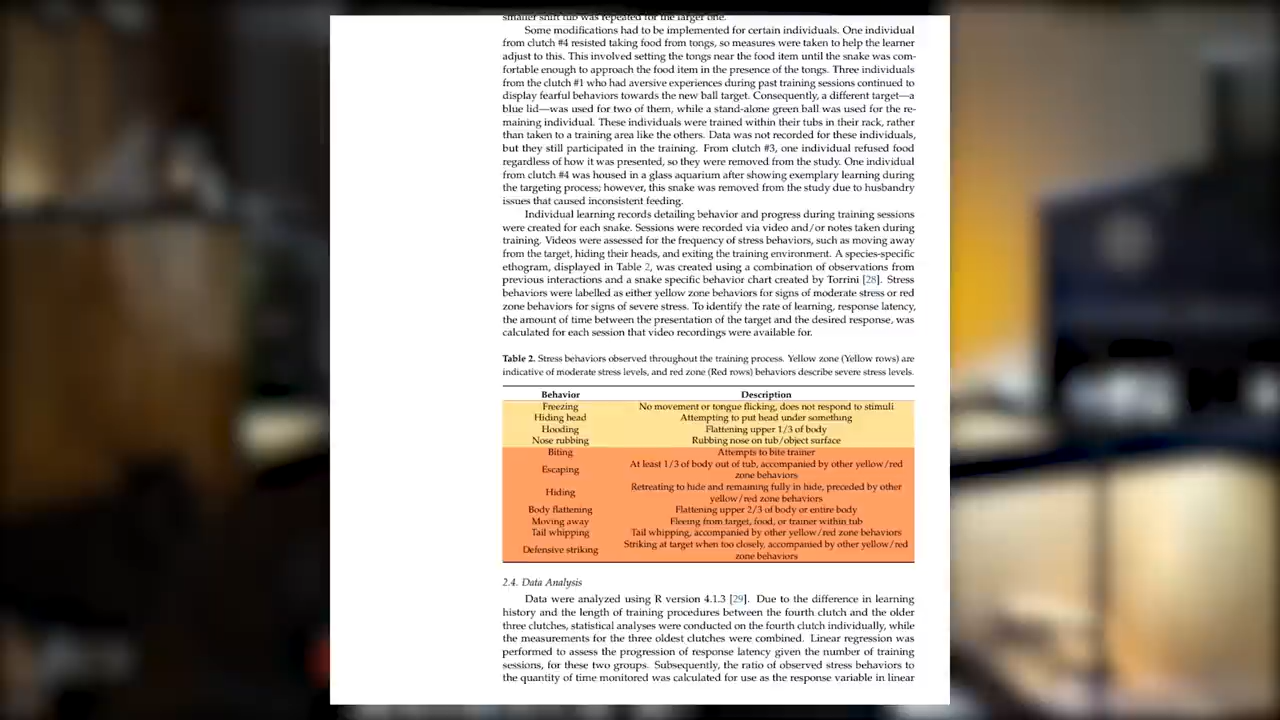 smaller shift tub was repeated for the larger one.
Some modifications had to be implemented for certain individuals. One individual
from clutch #4 resisted taking food from tongs, so measures were taken to help the learner
adjust to this. This involved setting the tongs near the food item until the snake was com-
fortable enough to approach the food item in the presence of the tongs. Three individuals
from the clutch #1 who had aversive experiences during past training sessions continued to
display fearful behaviors towards the new ball target. Consequently, a different target—a
blue lid—was used for two of them, while a stand-alone green ball was used for the re-
maining individual. These individuals were trained within their tubs in their rack, rather
than taken to a training area like the others. Data was not recorded for these individuals,
but they still participated in the training. From clutch #3, one individual refused food
regardless of how it was presented, so they were removed from the study. One individual
from clutch #4 was housed in a glass aquarium after showing exemplary learning during
the targeting process; however, this snake was removed from the study due to husbandry
issues that caused inconsistent feeding.
Individual learning records detailing behavior and progress during training sessions
were created for each snake. Sessions were recorded via video and/or notes taken during
training. Videos were assessed for the frequency of stress behaviors, such as moving away
from the target, hiding their heads, and exiting the training environment. A species-specific
ethogram, displayed in Table 2, was created using a combination of observations from
previous interactions and a snake specific behavior chart created by Torrini [28]. Stress
behaviors were labelled as either yellow zone behaviors for signs of moderate stress or red
zone behaviors for signs of severe stress. To identify the rate of learning, response latency,
the amount of time between the presentation of the target and the desired response, was
calculated for each session that video recordings were available for.
Table 2. Stress behaviors observed throughout the training process. Yellow zone (Yellow rows) are
indicative of moderate stress levels, and red zone (Red rows) behaviors describe severe stress levels.
Behavior Description
Freezing No movement or tongue flicking, does not respond to stimuli
Hiding head Attempting to put head under something
Hooding Flattening upper 1/3 of body
Nose rubbing Rubbing nose on tub/object surface
Biting Attempts to bite trainer
Escaping At least 1/3 of body out of tub, accompanied by other yellow/red
zone behaviors
Hiding Retreating to hide and remaining fully in hide, preceded by other
yellow/red zone behaviors
Body flattening Flattening upper 2/3 of body or entire body
Moving away Fleeing from target, food, or trainer within tub
Tail whipping Tail whipping, accompanied by other yellow/red zone behaviors
Defensive striking Striking at target when too closely, accompanied by other yellow/red
zone behaviors
2.4. Data Analysis
Data were analyzed using R version 4.1.3 [29]. Due to the difference in learning
history and the length of training procedures between the fourth clutch and the older
three clutches, statistical analyses were conducted on the fourth clutch individually, while
the measurements for the three oldest clutches were combined. Linear regression was
performed to assess the progression of response latency given the number of training
sessions, for these two groups. Subsequently, the ratio of observed stress behaviors to
the quantity of time monitored was calculated for use as the response variable in linear